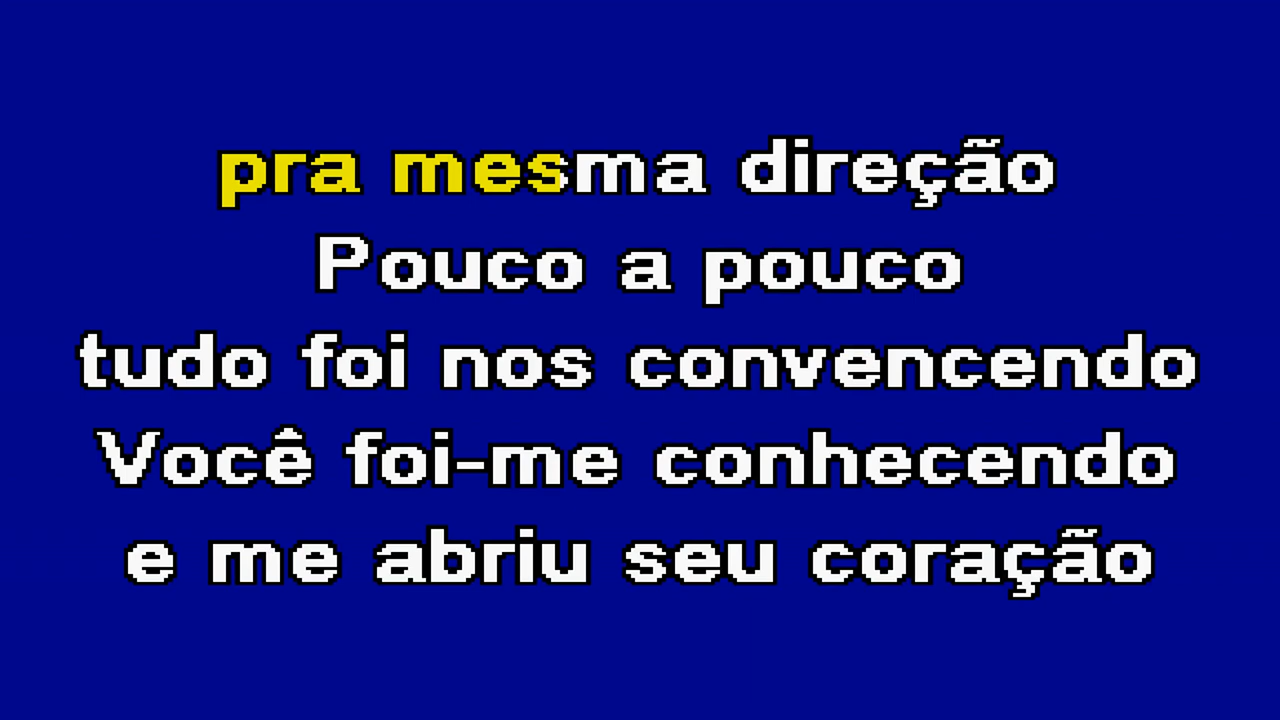 pra mesma direção
Pouco a pouco
tudo foi nos convencendo
Você foi-me conhecendo
e me abriu seu coração